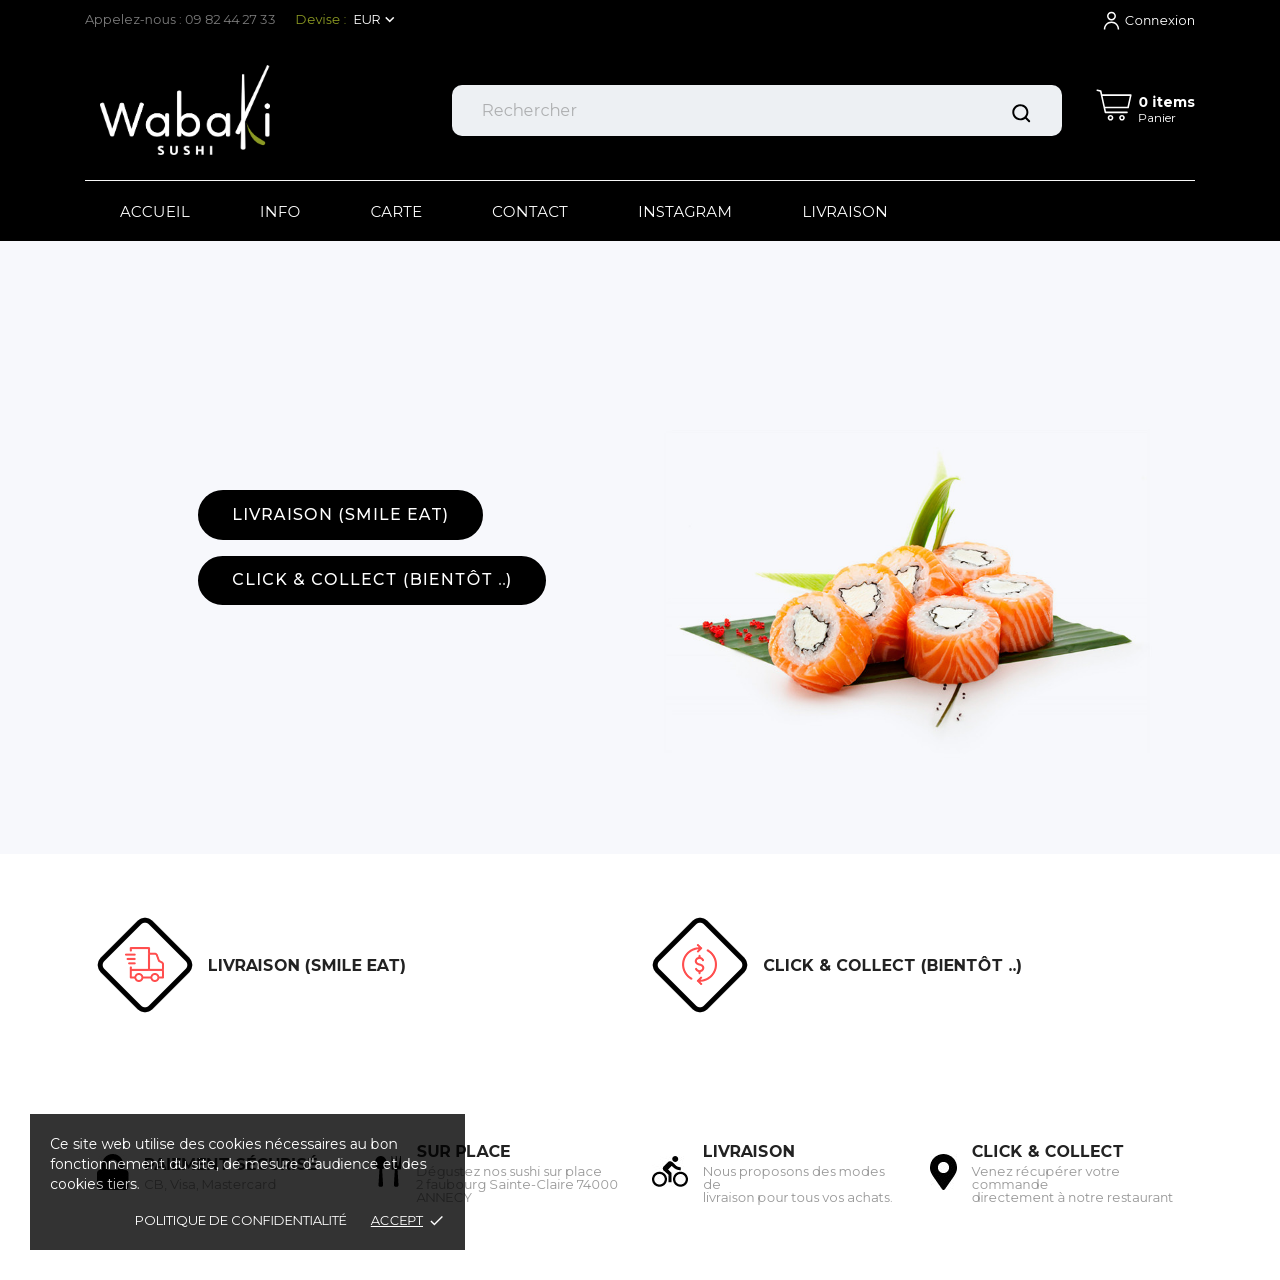 Appelez-nous : 09 82 44 27 33
Devise : EUR
Connexion
Wabaki
SUSHI
Rechercher
0 items
Panier
ACCUEIL
INFO
CARTE
CONTACT
INSTAGRAM
LIVRAISON
LIVRAISON (SMILE EAT)
CLICK & COLLECT (BIENTÔT ..)
LIVRAISON (SMILE EAT)
CLICK & COLLECT (BIENTÔT ..)
Ce site web utilise des cookies nécessaires au bon
fonctionnement du site, de mesure d'audience et des
cookies tiers.
POLITIQUE DE CONFIDENTIALITÉ
ACCEPT
CB, Visa, Mastercard
SUR PLACE
Dégustez nos sushi sur place
2 faubourg Sainte-Claire 74000
ANNECY
LIVRAISON
Nous proposons des modes
de
livraison pour tous vos achats.
CLICK & COLLECT
Venez récupérer votre
commande
directement à notre restaurant